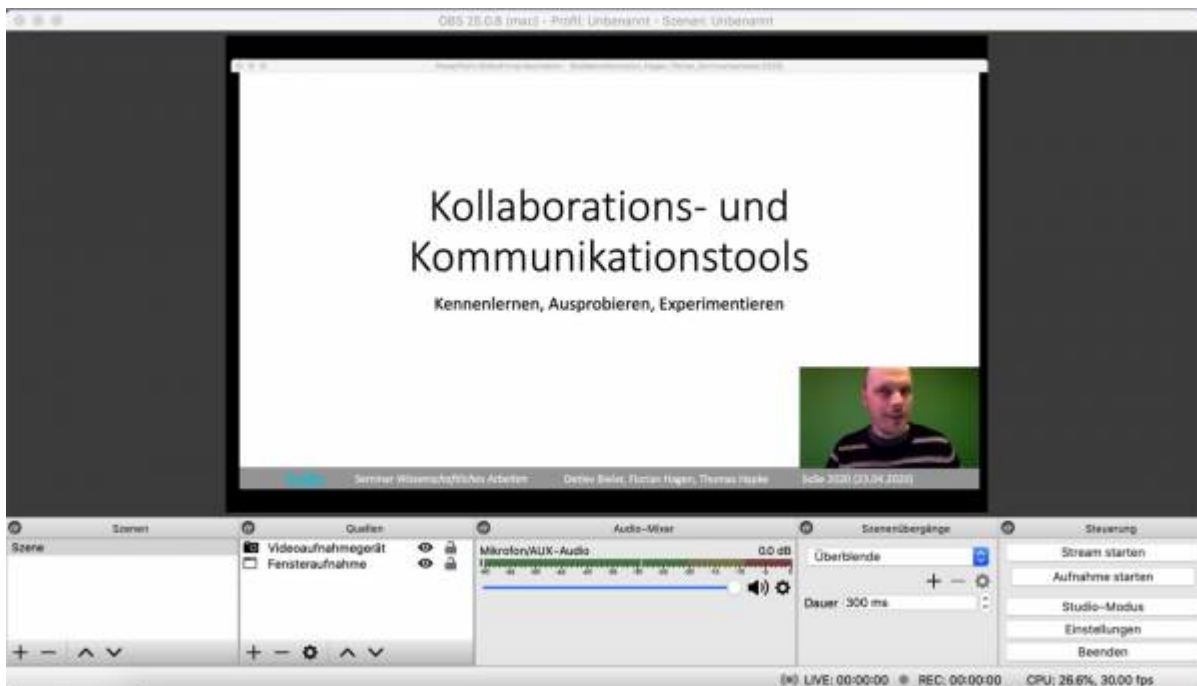 OBS 25.0.8 (mac) - Profil: Unbenannt - Szenen: Unbenannt
Kollaborations- und
Kommunikationstools
Kennenlernen, Ausprobieren, Experimentieren
Seminar Wissenschaftliches Arbeiten Detlev Bieler, Florian Hagen, Thomas Hapke SoSe 2020 (23.04.2020)
Szenen Quellen Audio-Mixer Szenenübergänge Steuerung
Szene
Videoaufnahmegerät
Fensteraufnahme
Mikrofon/AUX-Audio 0.0 dB
Überblende
Dauer 300 ms
Stream starten
Aufnahme starten
Studio-Modus
Einstellungen
Beenden
LIVE: 00:00:00 REC: 00:00:00 CPU: 26.6%, 30.00 fps